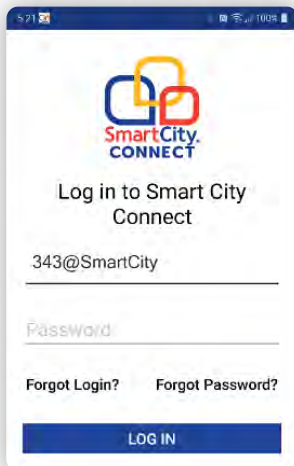 5:21
100%
SmartCity.
CONNECT
Log in to Smart City
Connect
343@SmartCity
Password
Forgot Login? Forgot Password?
LOG IN